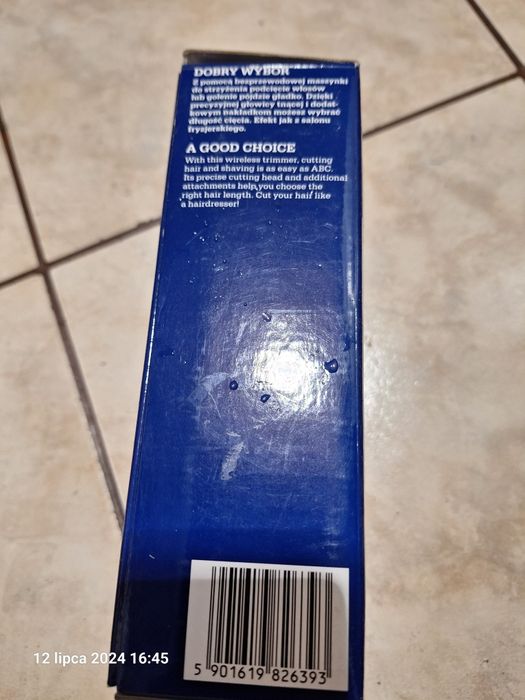 DOBRY WYBÓR
Z pomocą bezprzewodowej maszynki
do strzyżenia podcięcie włosów
lub golenie pójdzie gładko. Dzięki
precyzyjnej głowicy tnącej i dodat-
kowym nakładkom możesz wybrać
długość cięcia. Efekt jak z salonu
fryzjerskiego.
A GOOD CHOICE
With this wireless trimmer, cutting
hair and shaving is as easy as ABC.
Its precise cutting head and additional
attachments help you choose the
right hair length. Cut your hair like
a hairdresser!
5 901619 826393
12 lipca 2024 16:45